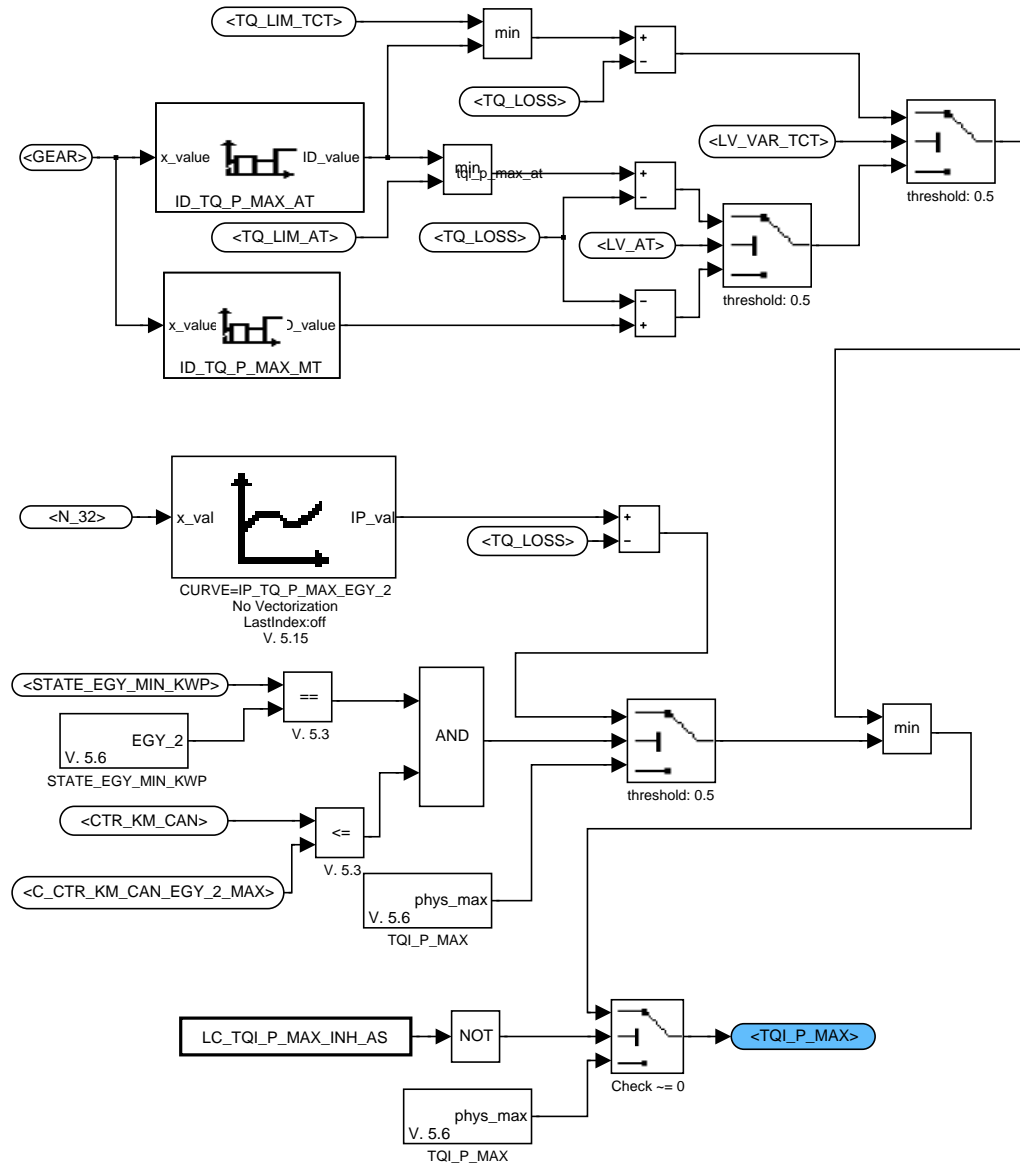 <TQ_LIM_TCT>
min
+
−
<TQ_LOSS>
<GEAR>
x_value
ID_value
ID_TQ_P_MAX_AT
min
tqi_p_max_at
<TQ_LIM_AT>
<TQ_LOSS>
+
−
<LV_VAR_TCT>
threshold: 0.5
<LV_AT>
threshold: 0.5
−
+
x_value
D_value
ID_TQ_P_MAX_MT
<N_32>
x_val
IP_val
CURVE=IP_TQ_P_MAX_EGY_2
No Vectorization
LastIndex:off
V. 5.15
<TQ_LOSS>
+
−
<STATE_EGY_MIN_KWP>
==
V. 5.3
EGY_2
V. 5.6
STATE_EGY_MIN_KWP
AND
<CTR_KM_CAN>
<=
V. 5.3
<C_CTR_KM_CAN_EGY_2_MAX>
phys_max
V. 5.6
TQI_P_MAX
threshold: 0.5
min
LC_TQI_P_MAX_INH_AS
NOT
Check ~= 0
<TQI_P_MAX>
phys_max
V. 5.6
TQI_P_MAX